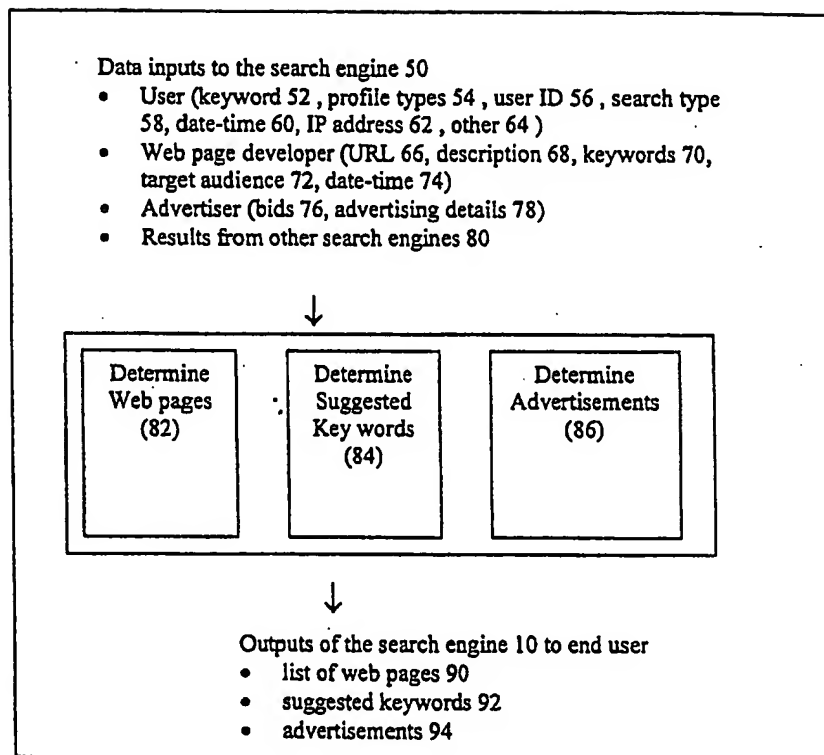 Data inputs to the search engine 50
• User (keyword 52 , profile types 54 , user ID 56 , search type
58, date-time 60, IP address 62 , other 64 )
• Web page developer (URL 66, description 68, keywords 70,
target audience 72, date-time 74)
• Advertiser (bids 76, advertising details 78)
• Results from other search engines 80
↓
Determine
Web pages
(82)
Determine
Suggested
Key words
(84)
Determine
Advertisements
(86)
↓
Outputs of the search engine 10 to end user
• list of web pages 90
• suggested keywords 92
• advertisements 94